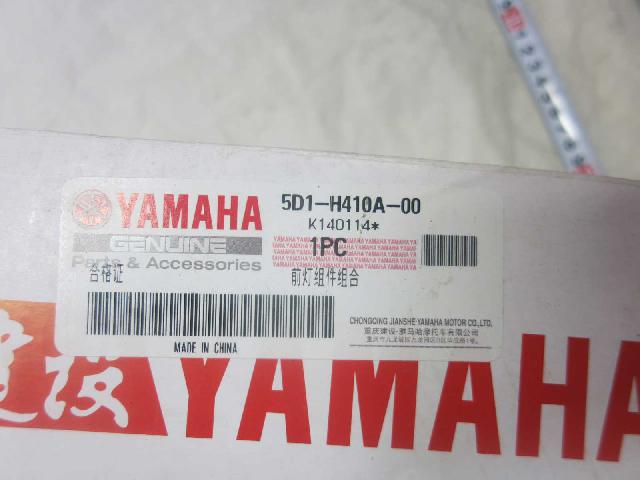 YAMAHA
GENUINE
Parts & Accessories
合格证
5D1-H410A-00
K140114*
1PC
前灯组件组合
MADE IN CHINA
CHONGQING JIANSHE YAMAHA MOTOR CO.,LTD.
重庆建设·雅马哈摩托车有限公司
建设 YAMAHA